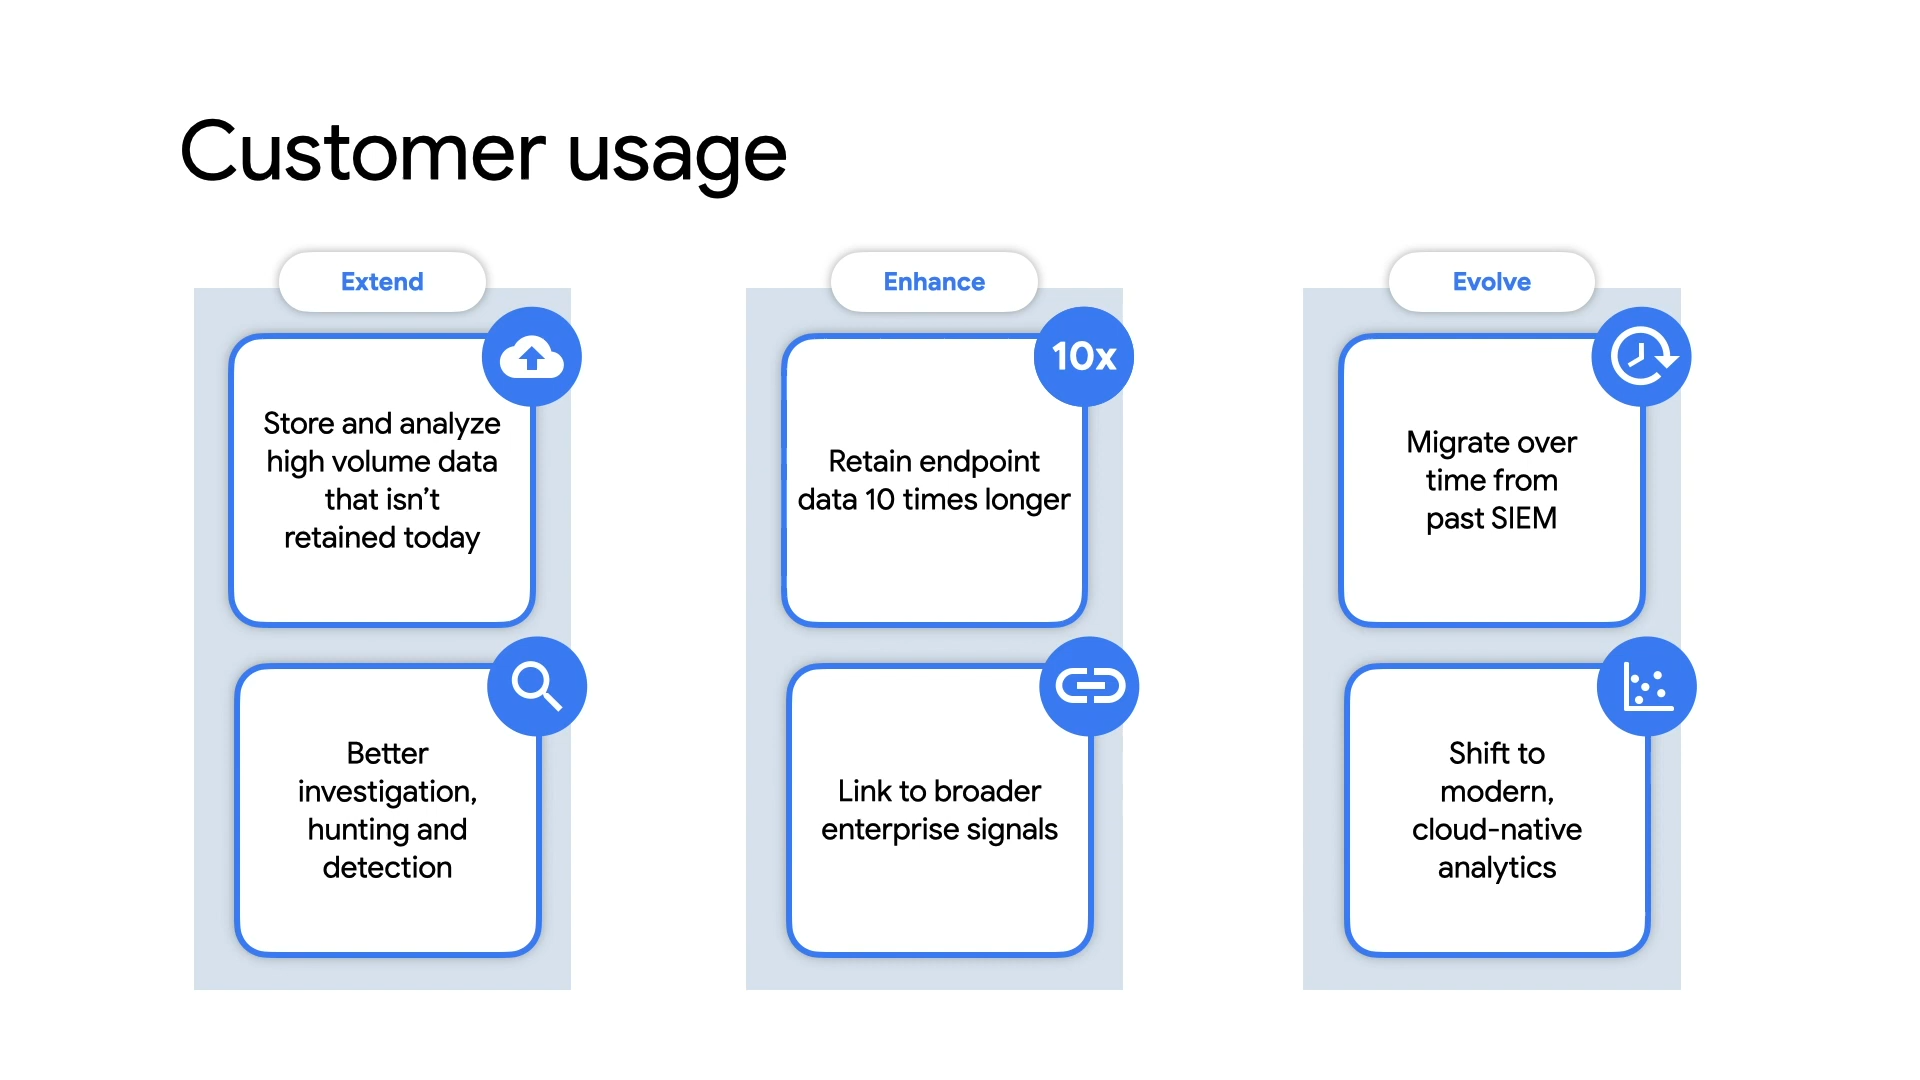 Customer usage
Extend
Store and analyze
high volume data
that isn’t
retained today
Better
investigation,
hunting and
detection
Enhance
10x
Retain endpoint
data 10 times longer
Link to broader
enterprise signals
Evolve
Migrate over
time from
past SIEM
Shift to
modern,
cloud-native
analytics